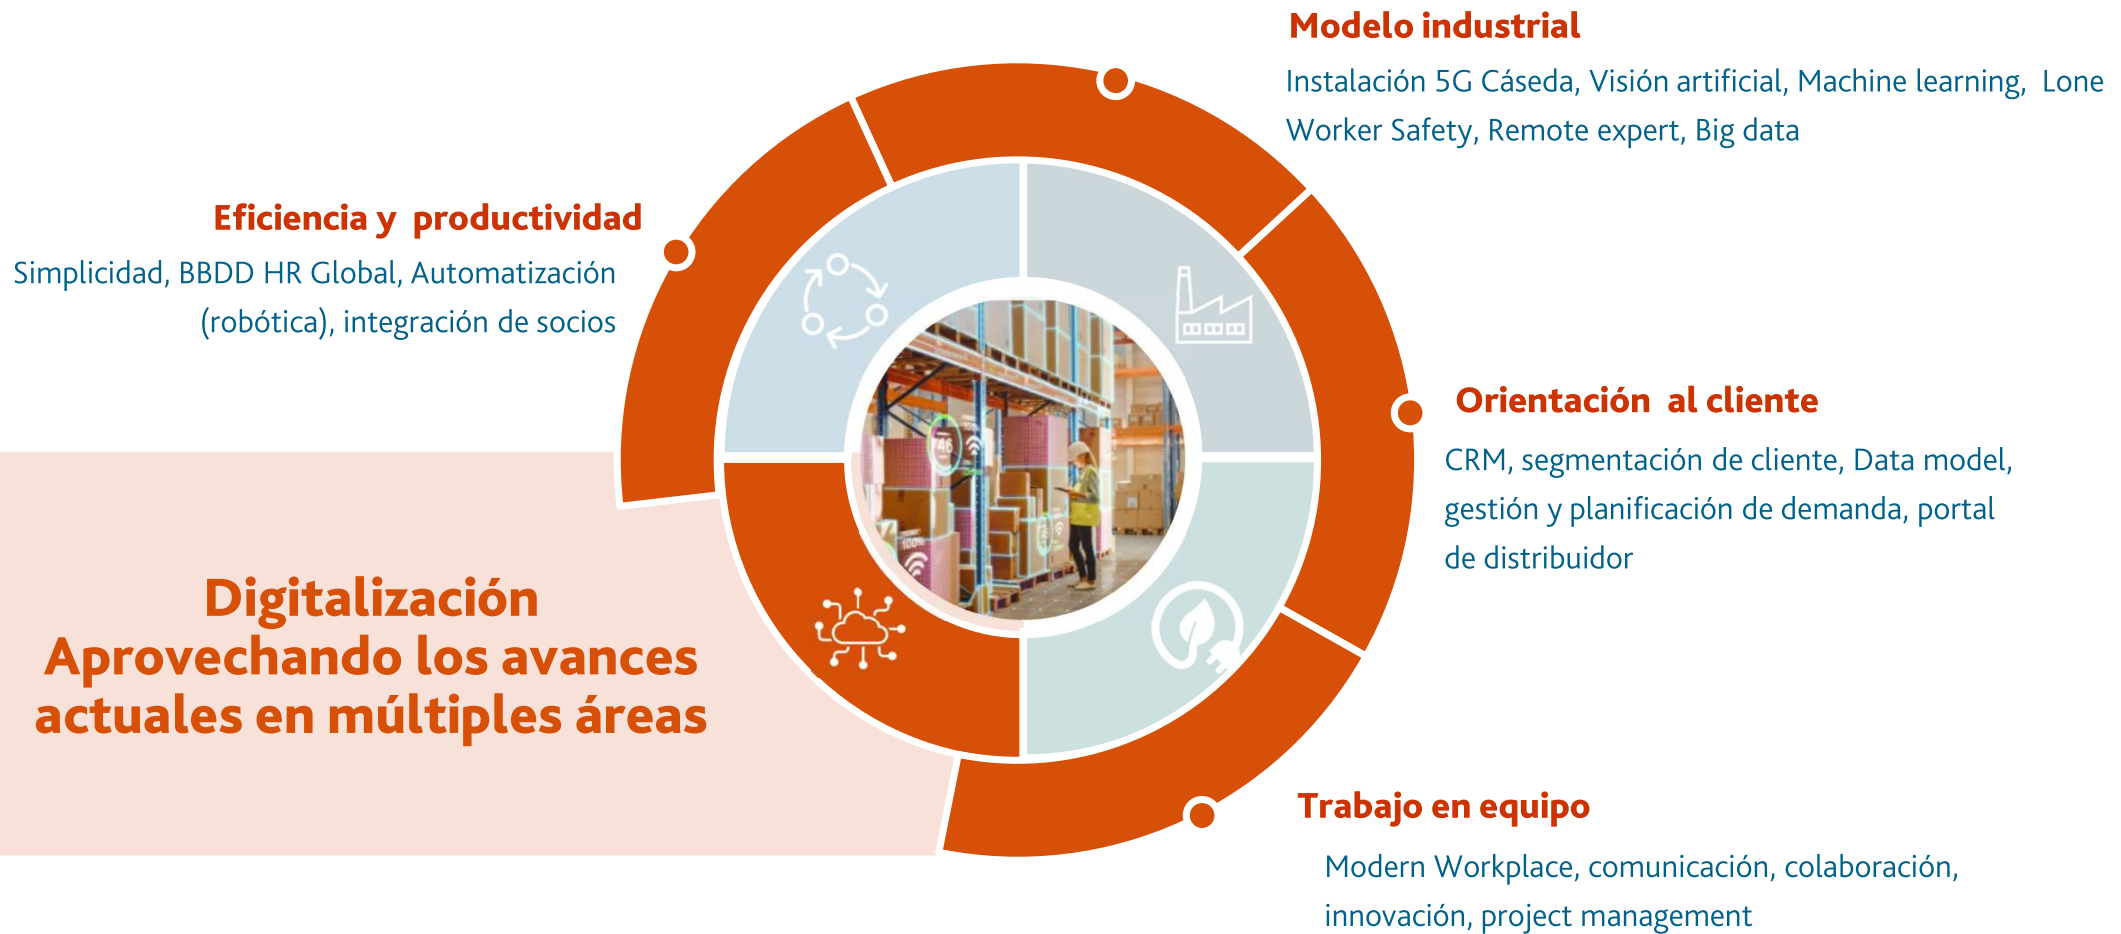 Modelo industrial
Instalación 5G Cáseda, Visión artificial, Machine learning, Lone
Worker Safety, Remote expert, Big data
Eficiencia y productividad
Simplicidad, BBDD HR Global, Automatización
(robótica), integración de socios
Orientación al cliente
CRM, segmentación de cliente, Data model,
gestión y planificación de demanda, portal
de distribuidor
Digitalización
Aprovechando los avances
actuales en múltiples áreas
100%
Trabajo en equipo
Modern Workplace, comunicación, colaboración,
innovación, project management